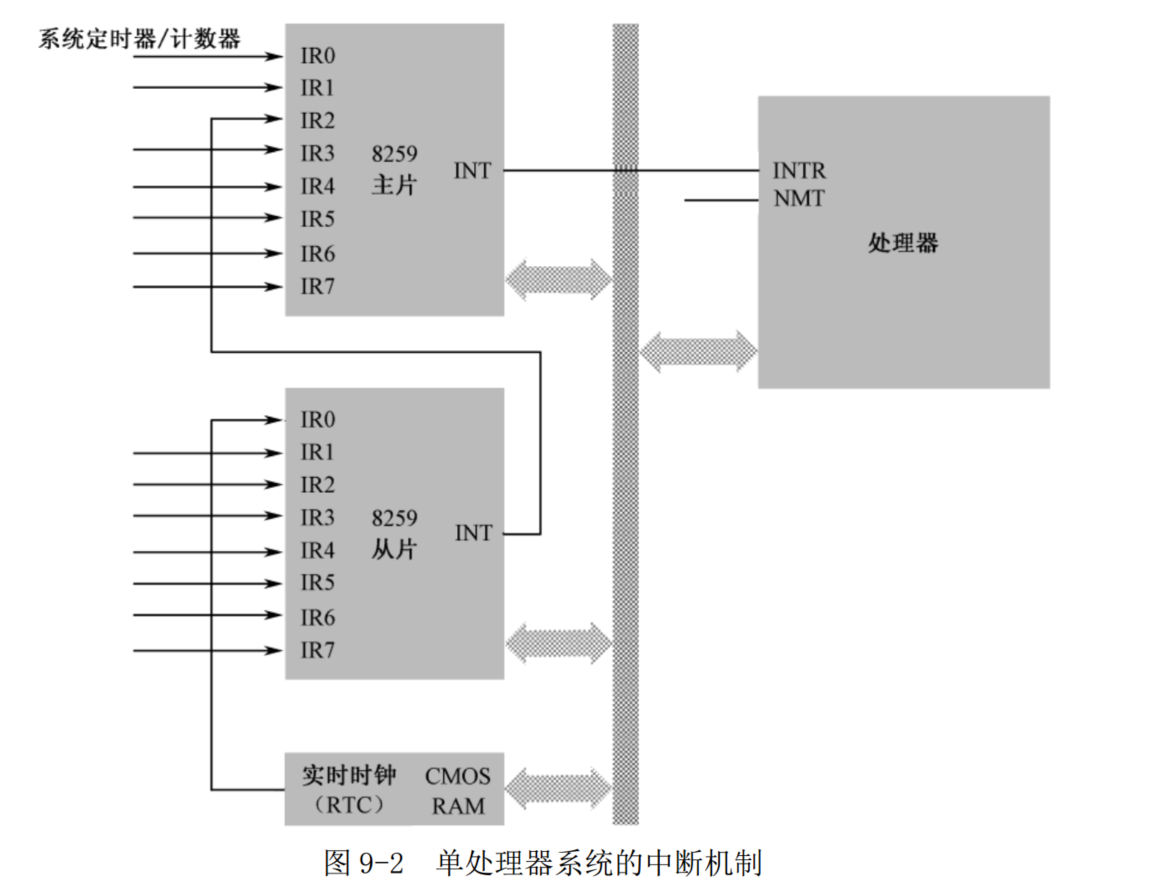 系统定时器/计数器
IR0
IR1
IR2
IR3
IR4
IR5
IR6
IR7
8259
主片
INT
INTR
NMT
处理器
IR0
IR1
IR2
IR3
IR4
IR5
IR6
IR7
8259
从片
INT
实时时钟
（RTC）
CMOS
RAM
图 9-2 单处理器系统的中断机制